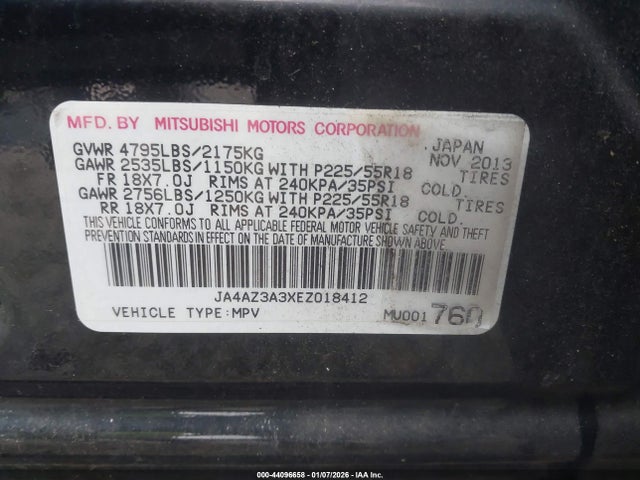 MFD. BY MITSUBISHI MOTORS CORPORATION JAPAN
GVWR 4795LBS/2175KG NOV 2013
GAWR 2535LBS/1150KG WITH P225/55R18 TIRES
FR 18X7.0J RIMS AT 240KPA/35PSI COLD.
GAWR 2756LBS/1250KG WITH P225/55R18 TIRES
RR 18X7.0J RIMS AT 240KPA/35PSI COLD.
THIS VEHICLE CONFORMS TO ALL APPLICABLE FEDERAL MOTOR VEHICLE SAFETY AND THEFT
PREVENTION STANDARDS IN EFFECT ON THE DATE OF MANUFACTURE SHOWN ABOVE.
JA4AZ3A3XEZ018412
VEHICLE TYPE:MPV MU001 760
000-44096658 - 01/07/2026 - IAA Inc.